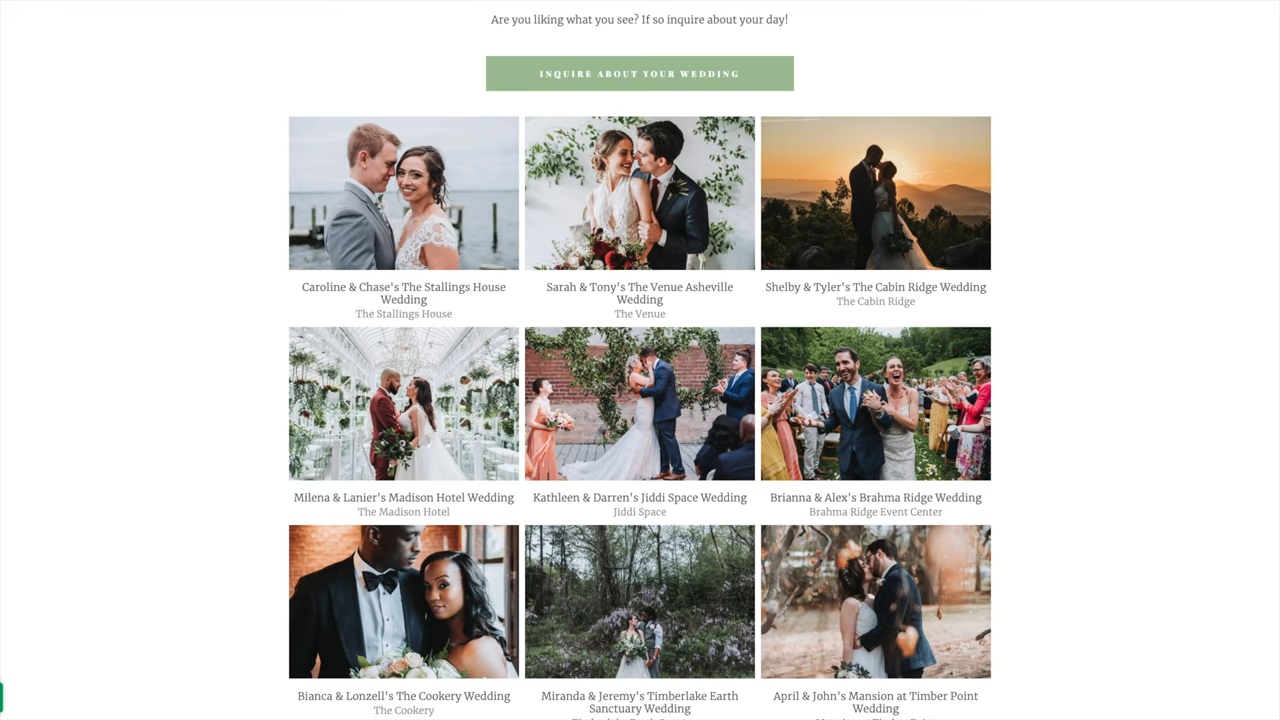 Are you liking what you see? If so inquire about your day!
INQUIRE ABOUT YOUR WEDDING
Caroline & Chase's The Stallings House
Wedding
The Stallings House
Sarah & Tony's The Venue Asheville
Wedding
The Venue
Shelby & Tyler's The Cabin Ridge Wedding
The Cabin Ridge
Milena & Lanier's Madison Hotel Wedding
The Madison Hotel
Kathleen & Darren's Jiddi Space Wedding
Jiddi Space
Brianna & Alex's Brahma Ridge Wedding
Brahma Ridge Event Center
Bianca & Lonzell's The Cookery Wedding
The Cookery
Miranda & Jeremy's Timberlake Earth
Sanctuary Wedding
April & John's Mansion at Timber Point
Wedding